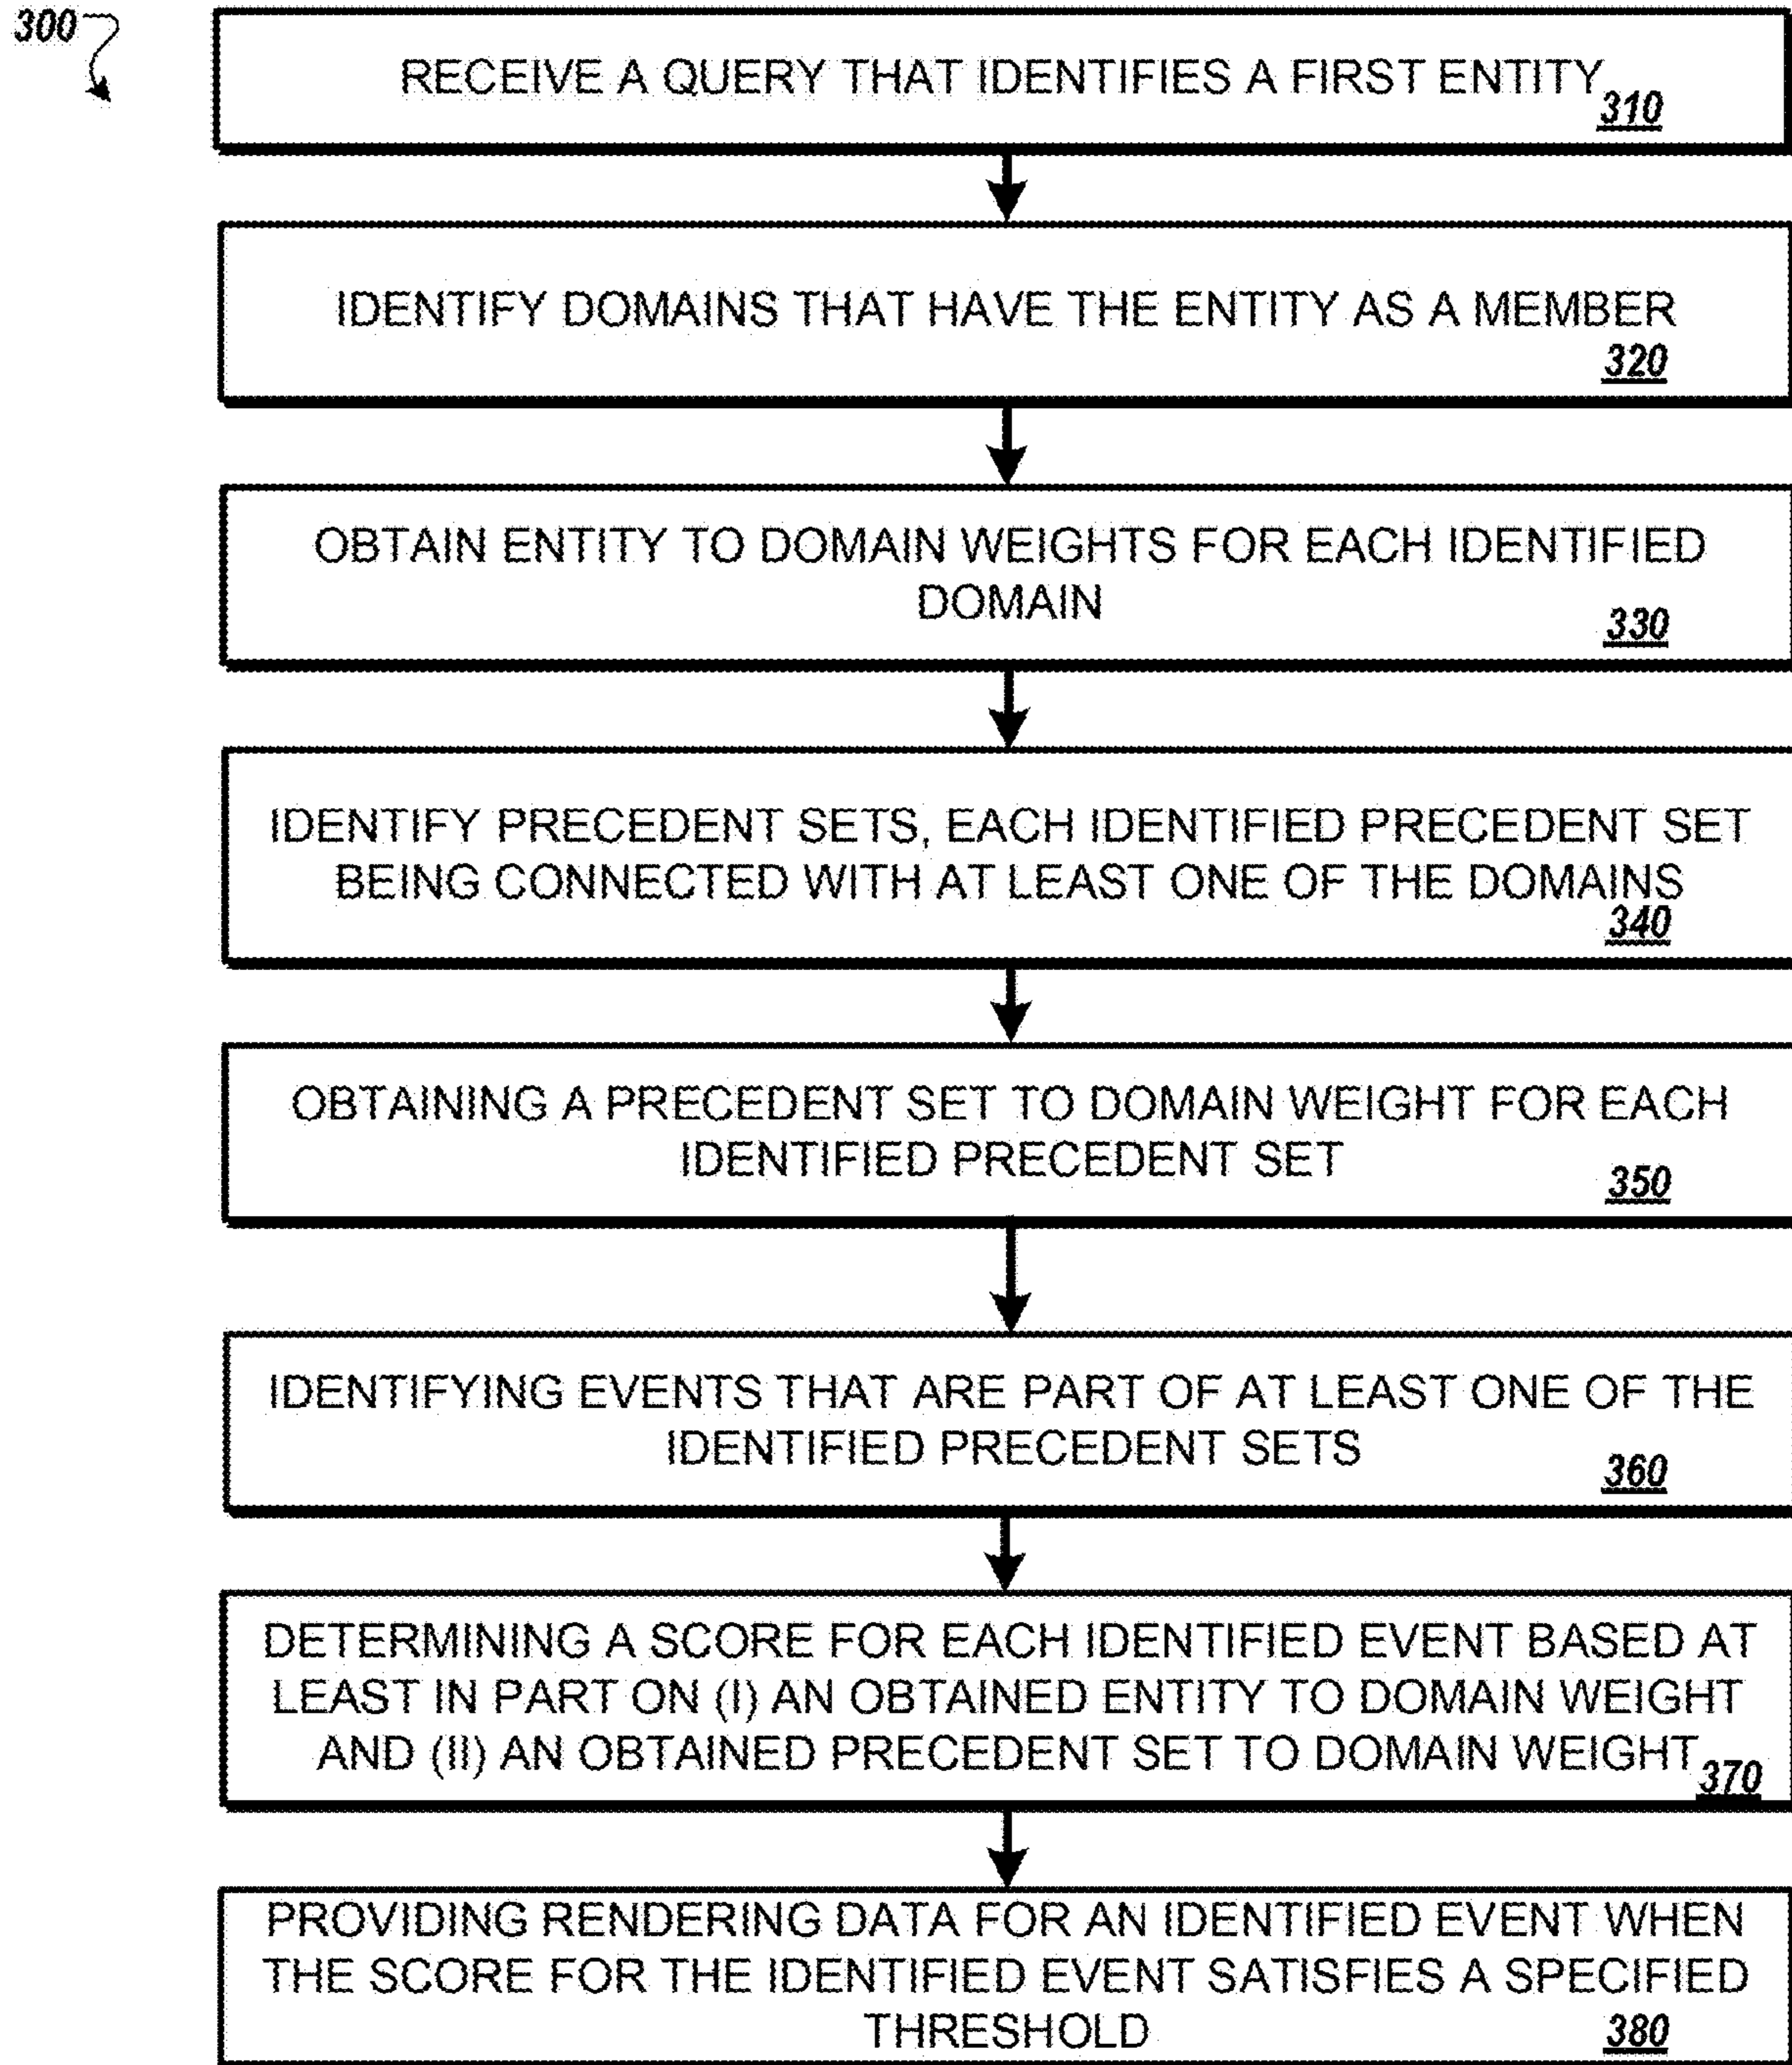 300
RECEIVE A QUERY THAT IDENTIFIES A FIRST ENTITY
310
IDENTIFY DOMAINS THAT HAVE THE ENTITY AS A MEMBER
320
OBTAIN ENTITY TO DOMAIN WEIGHTS FOR EACH IDENTIFIED
DOMAIN
330
IDENTIFY PRECEDENT SETS, EACH IDENTIFIED PRECEDENT SET
BEING CONNECTED WITH AT LEAST ONE OF THE DOMAINS
340
OBTAINING A PRECEDENT SET TO DOMAIN WEIGHT FOR EACH
IDENTIFIED PRECEDENT SET
350
IDENTIFYING EVENTS THAT ARE PART OF AT LEAST ONE OF THE
IDENTIFIED PRECEDENT SETS
360
DETERMINING A SCORE FOR EACH IDENTIFIED EVENT BASED AT
LEAST IN PART ON (I) AN OBTAINED ENTITY TO DOMAIN WEIGHT
AND (II) AN OBTAINED PRECEDENT SET TO DOMAIN WEIGHT
370
PROVIDING RENDERING DATA FOR AN IDENTIFIED EVENT WHEN
THE SCORE FOR THE IDENTIFIED EVENT SATISFIES A SPECIFIED
THRESHOLD
380